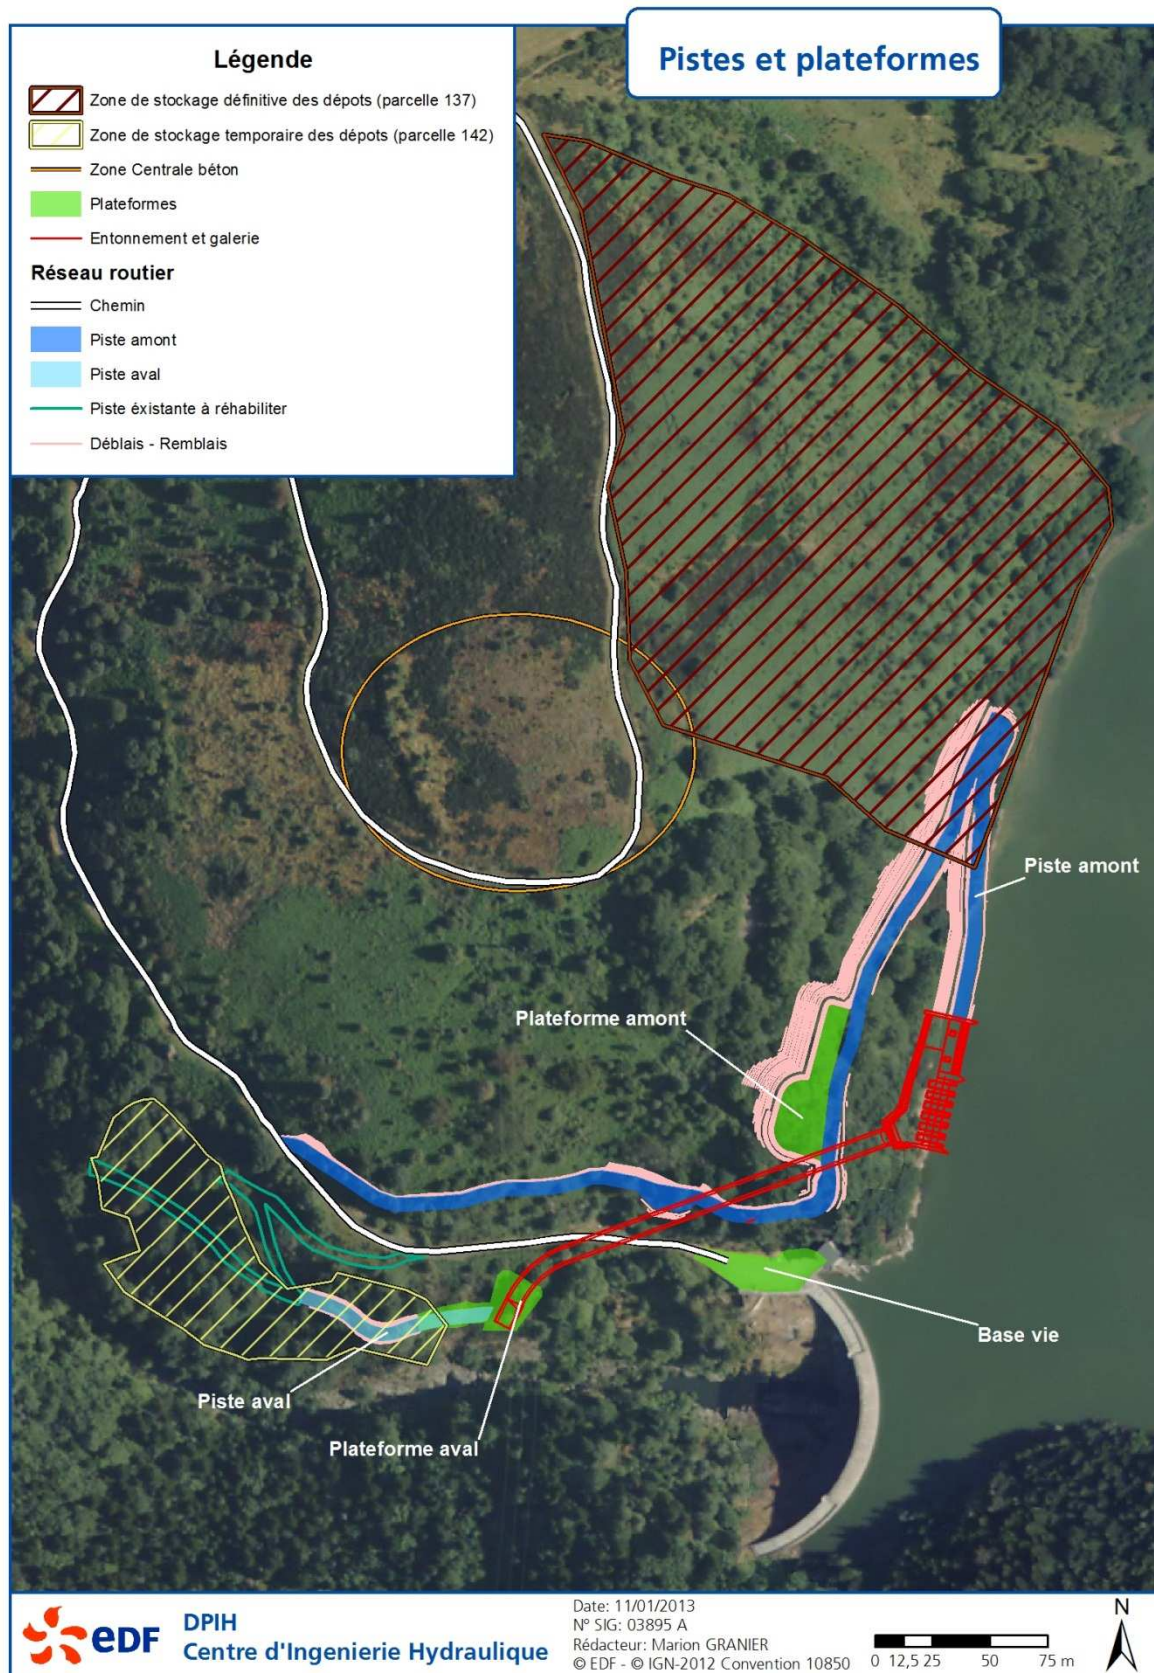 Pistes et plateformes
Légende
Zone de stockage définitive des dépots (parcelle 137)
Zone de stockage temporaire des dépots (parcelle 142)
Zone Centrale béton
Plateformes
Entonnement et galerie
Réseau routier
Chemin
Piste amont
Piste aval
Piste éxistante à réhabiliter
Déblais - Remblais
Piste amont
Plateforme amont
Base vie
Piste aval
Plateforme aval
edF
DPIH
Centre d'Ingenierie Hydraulique
Date: 11/01/2013
N° SIG: 03895 A
Rédacteur: Marion GRANIER
© EDF - © IGN-2012 Convention 10850
0 12,5 25 50 75 m
N